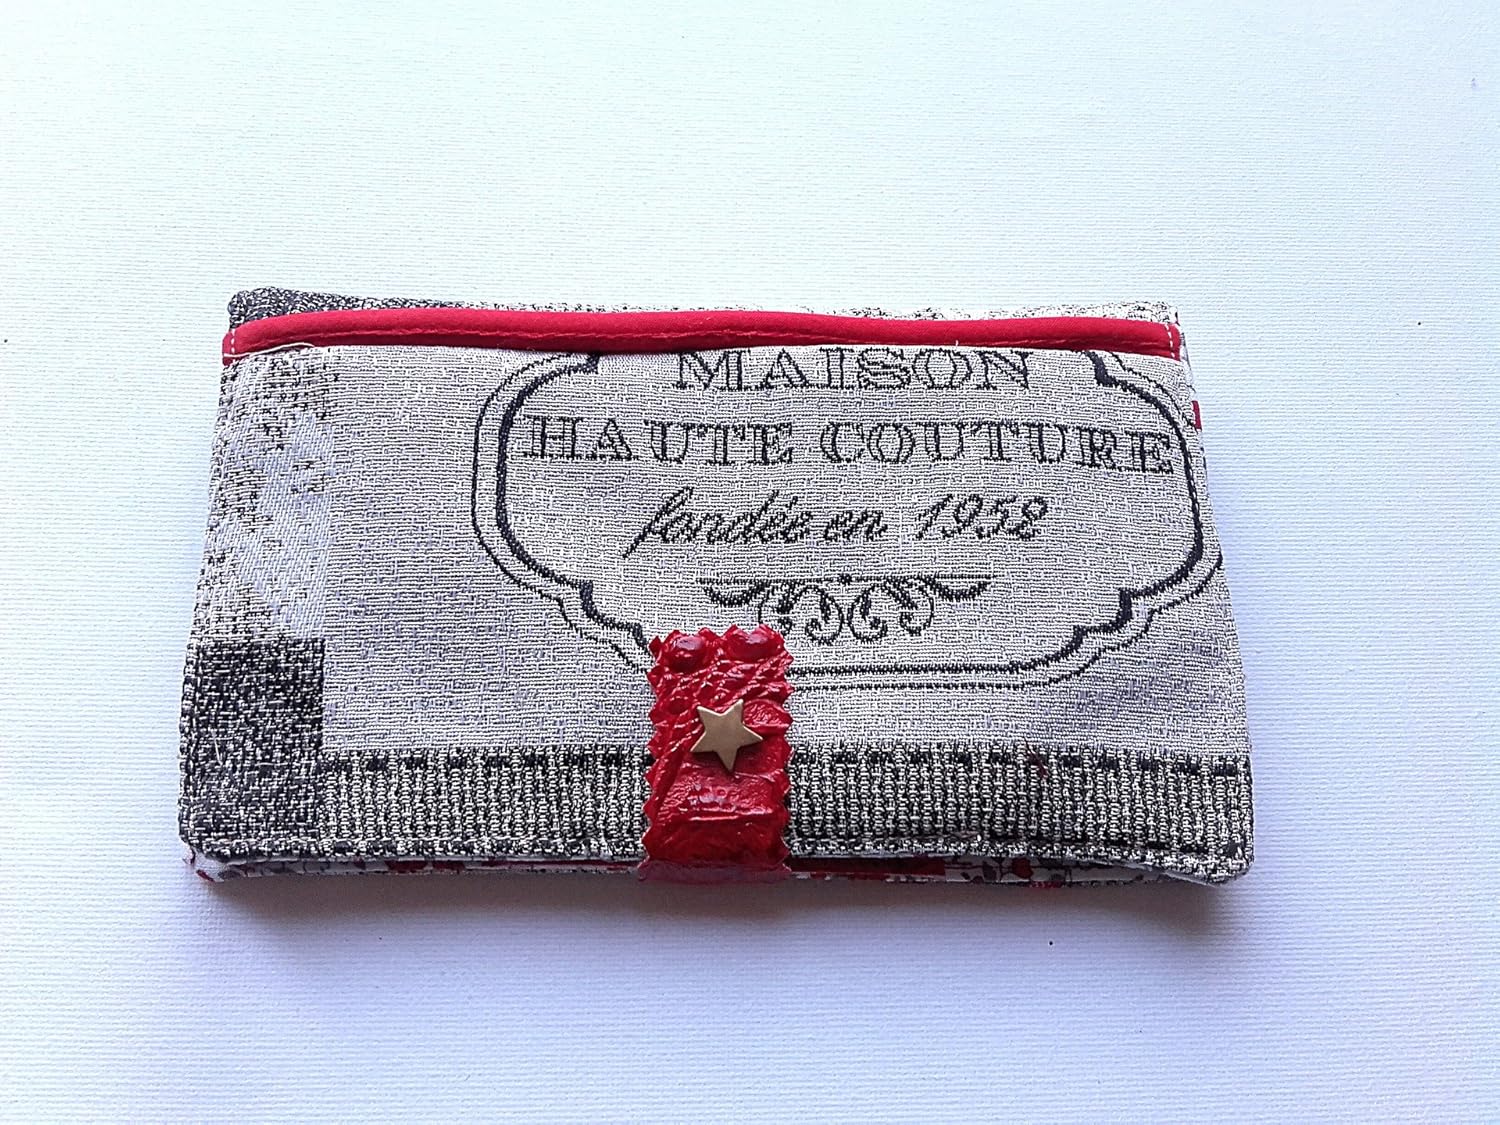 MAISON
HAUTE COUTURE
fondée en 1952